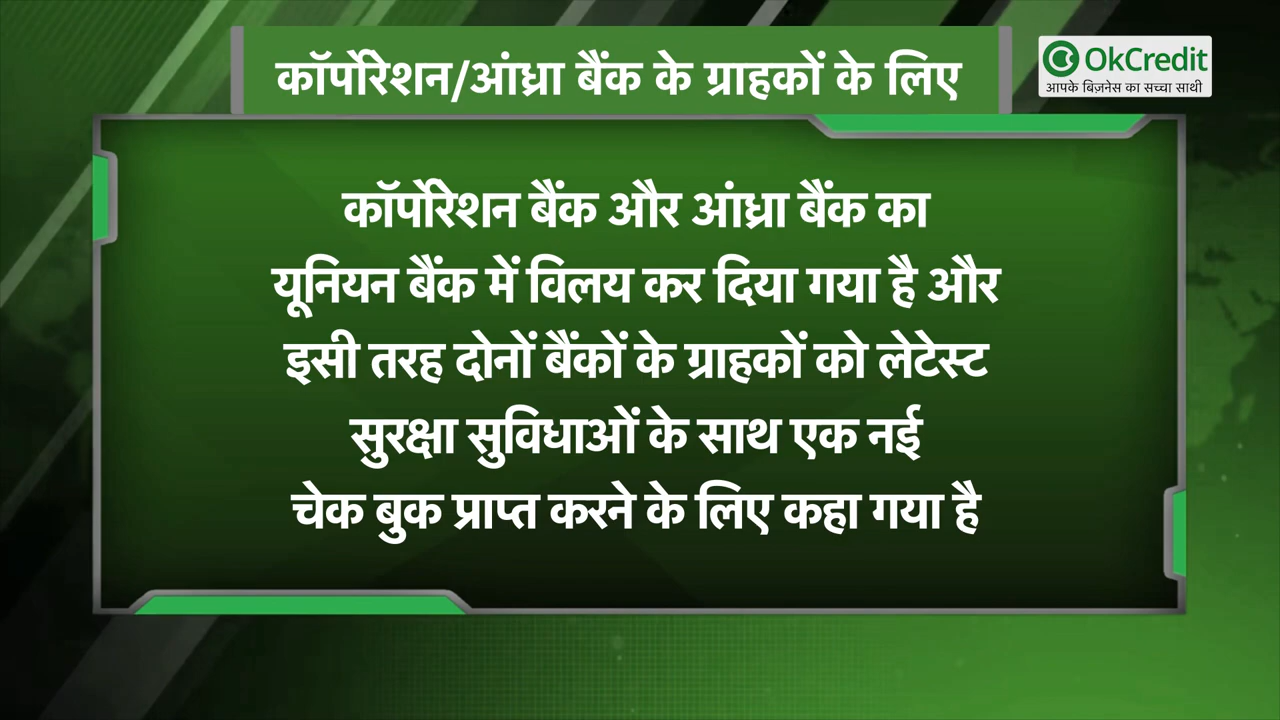 कॉर्पोरेशन/आंध्रा बैंक के ग्राहकों के लिए
OkCredit
आपके बिज़नेस का सच्चा साथी
कॉर्पोरेशन बैंक और आंध्रा बैंक का
यूनियन बैंक में विलय कर दिया गया है और
इसी तरह दोनों बैंकों के ग्राहकों को लेटेस्ट
सुरक्षा सुविधाओं के साथ एक नई
चेक बुक प्राप्त करने के लिए कहा गया है